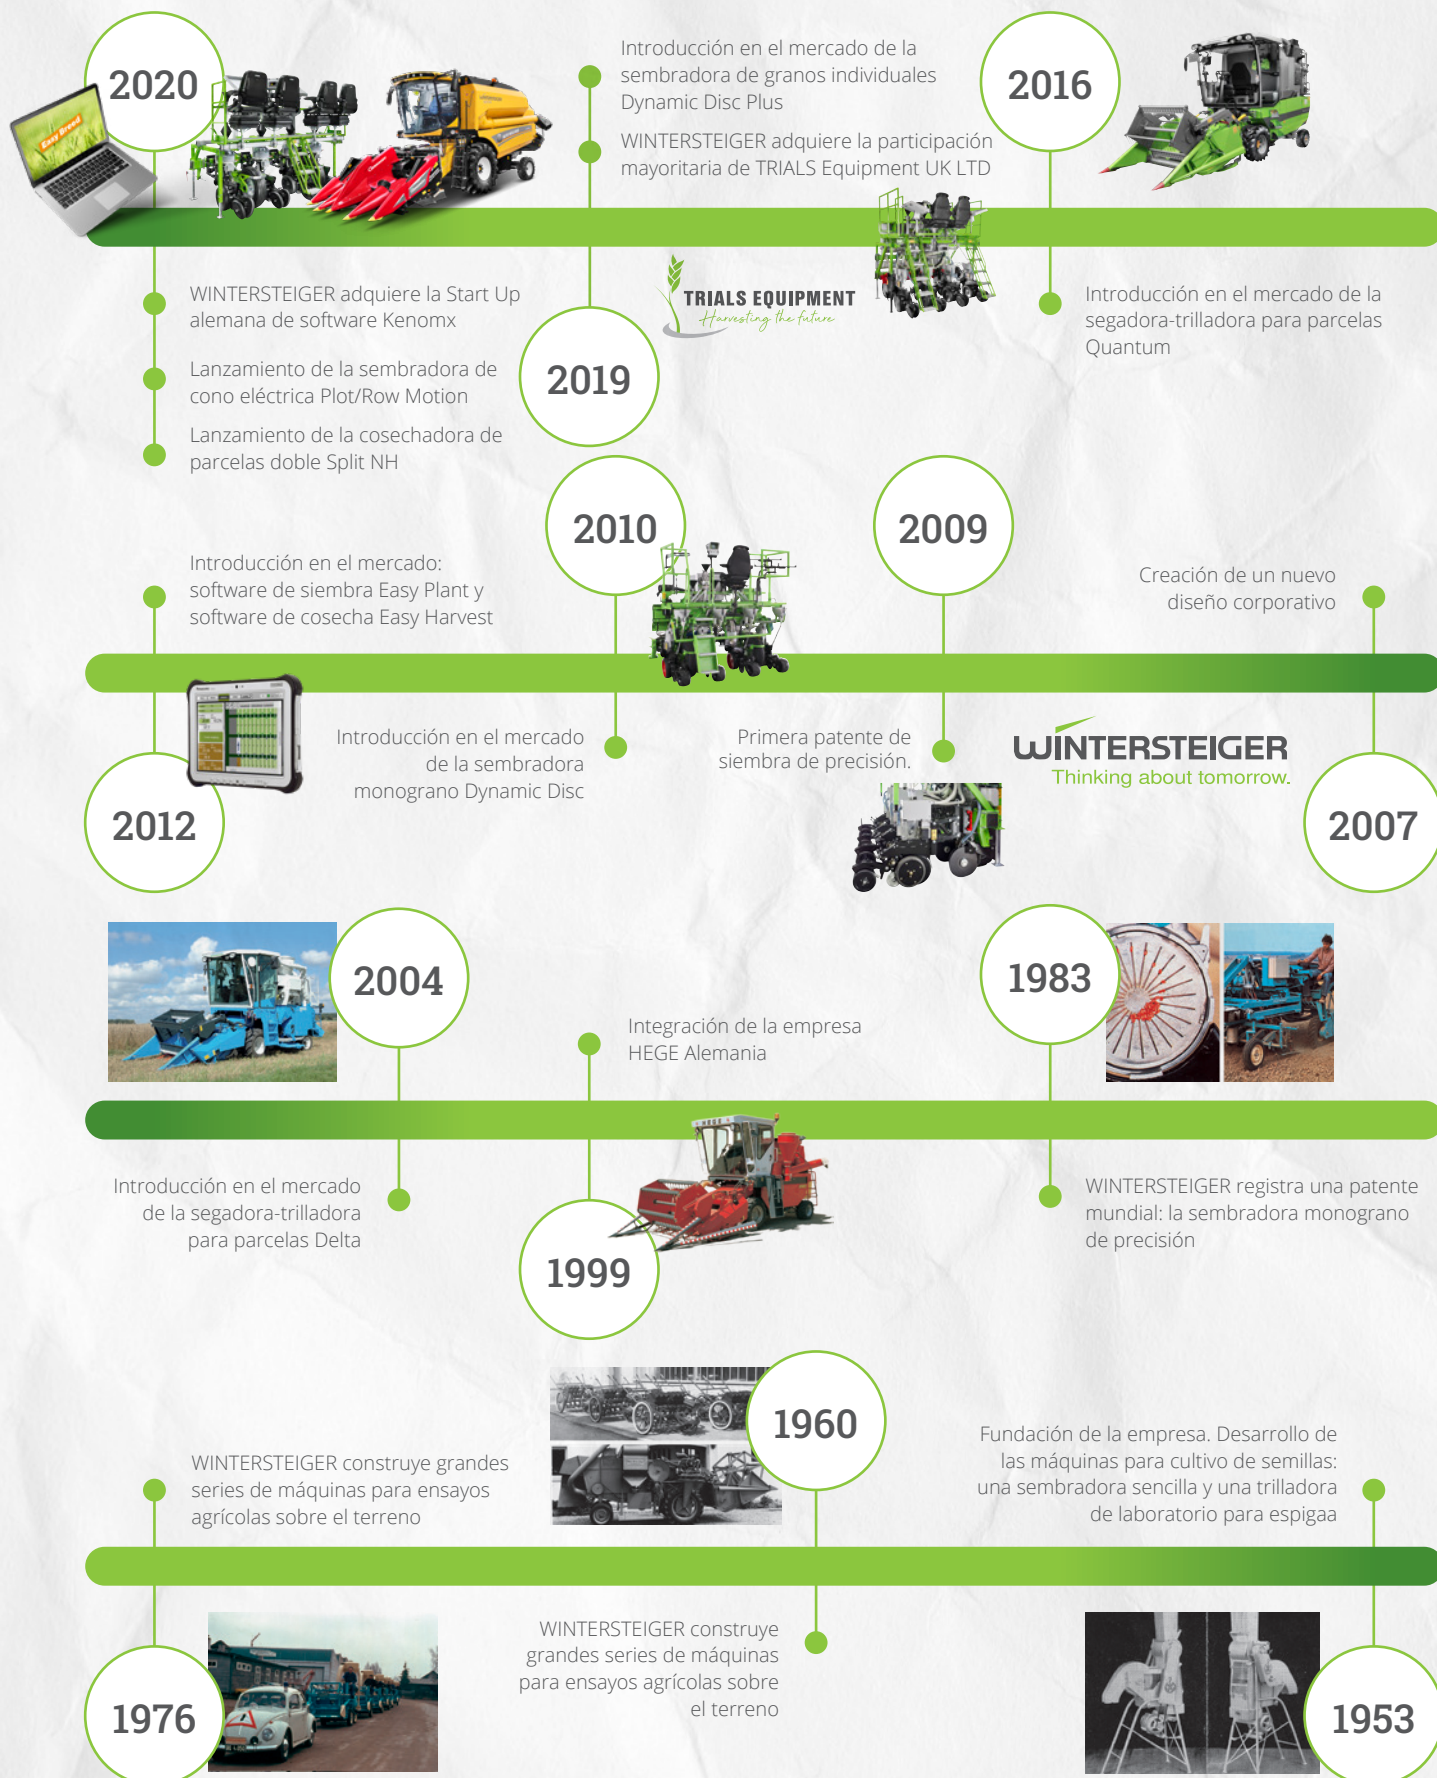 2020
Easy Breed
WINTERSTEIGER adquiere la Start Up
alemana de software Kenomx
Lanzamiento de la sembradora de
cono eléctrica Plot/Row Motion
Lanzamiento de la cosechadora de
parcelas doble Split NH
Introducción en el mercado de la
sembradora de granos individuales
Dynamic Disc Plus
WINTERSTEIGER adquiere la participación
mayoritaria de TRIALS Equipment UK LTD
2019
TRIALS EQUIPMENT
Harvesting the future
2016
Introducción en el mercado de la
segadora-trilladora para parcelas
Quantum
Introducción en el mercado:
software de siembra Easy Plant y
software de cosecha Easy Harvest
2012
2010
Introducción en el mercado
de la sembradora
monograno Dynamic Disc
2009
Primera patente de
siembra de precisión.
Creación de un nuevo
diseño corporativo
WINTERSTEIGER
Thinking about tomorrow.
2007
2004
Introducción en el mercado
de la segadora-trilladora
para parcelas Delta
Integración de la empresa
HEGE Alemania
HEGE
1999
1983
WINTERSTEIGER registra una patente
mundial: la sembradora monograno
de precisión
WINTERSTEIGER construye grandes
series de máquinas para ensayos
agrícolas sobre el terreno
1976
1960
WINTERSTEIGER construye
grandes series de máquinas
para ensayos agrícolas sobre
el terreno
Fundación de la empresa. Desarrollo de
las máquinas para cultivo de semillas:
una sembradora sencilla y una trilladora
de laboratorio para espigaa
1953